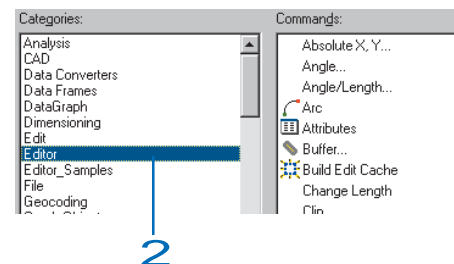 Categories:
Analysis
CAD
Data Converters
Data Frames
DataGraph
Dimensioning
Edit
Editor
Editor_Samples
File
Geocoding
Commands:
Absolute X, Y...
Angle...
Angle/Length...
Arc
Attributes
Buffer...
Build Edit Cache
Change Length
Clip
2